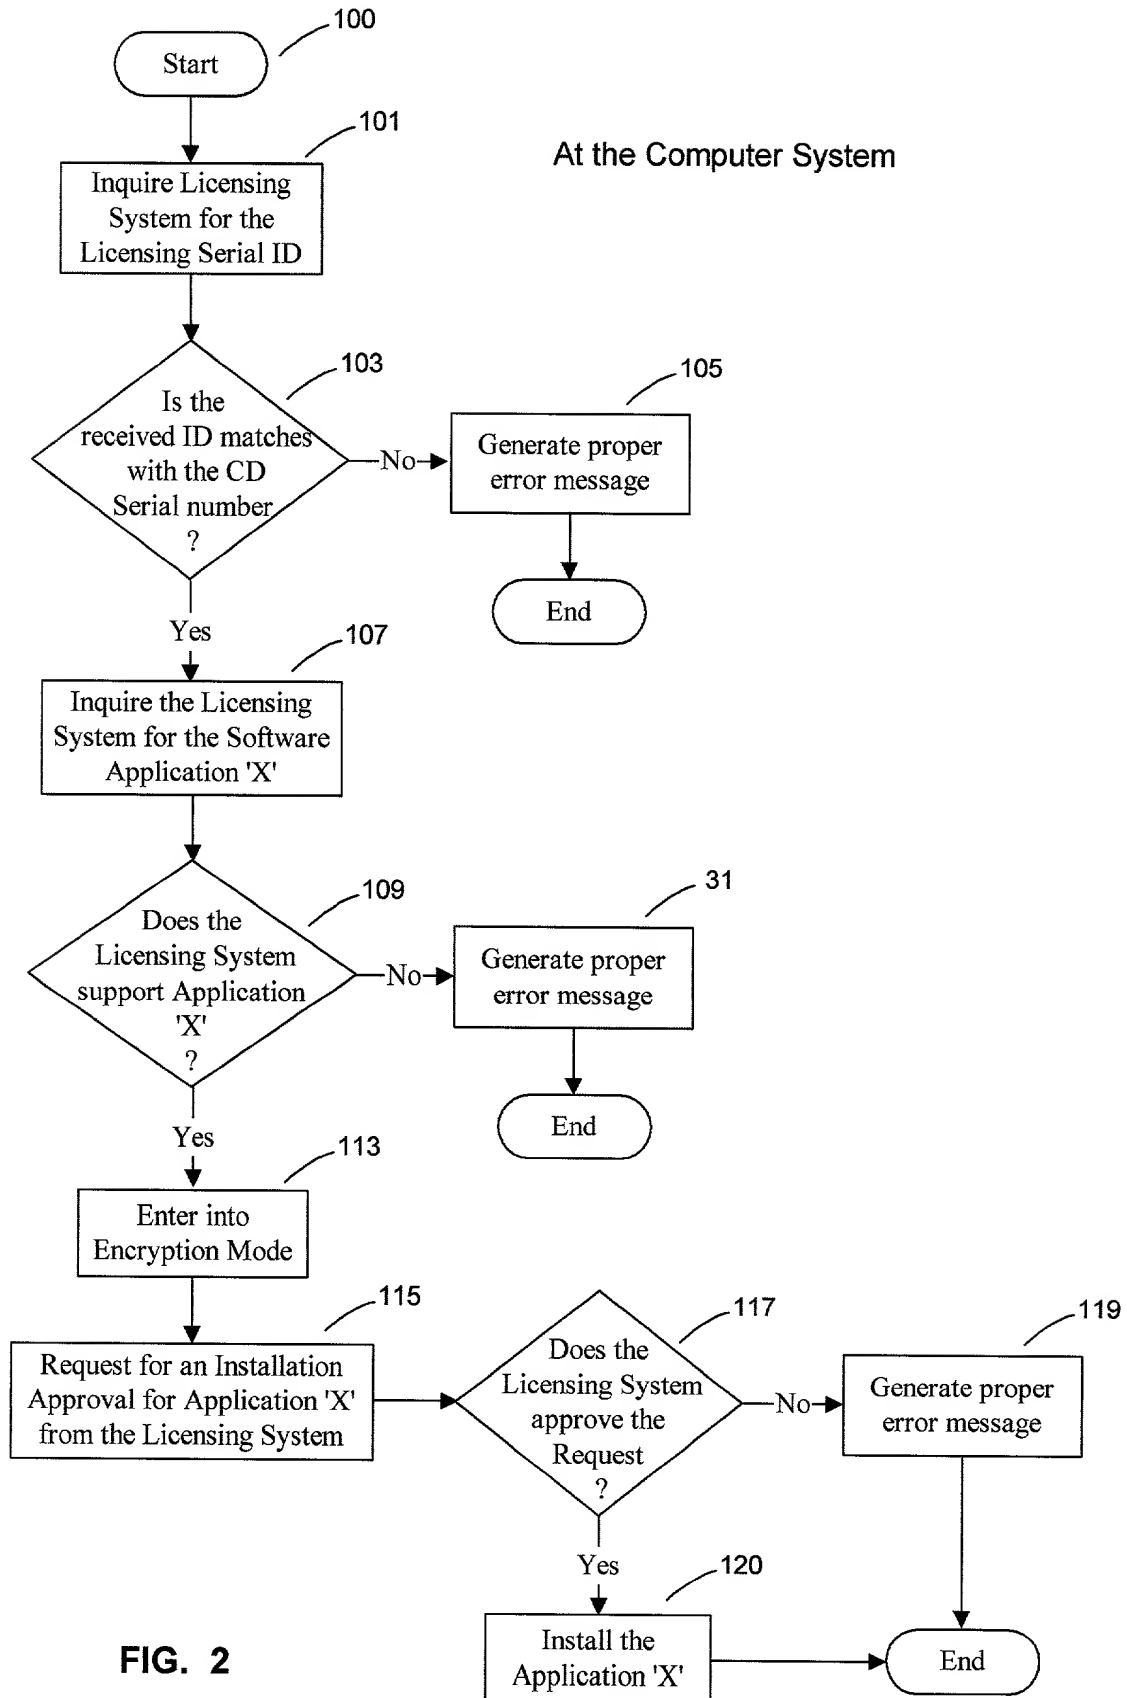 100
Start
101
At the Computer System
Inquire Licensing
System for the
Licensing Serial ID
103
Is the
received ID matches
with the CD
Serial number
?
No
105
Generate proper
error message
End
Yes
107
Inquire the Licensing
System for the Software
Application 'X'
109
Does the
Licensing System
support Application
'X'
?
No
31
Generate proper
error message
End
Yes
113
Enter into
Encryption Mode
115
Request for an Installation
Approval for Application 'X'
from the Licensing System
117
Does the
Licensing System
approve the
Request
?
No
119
Generate proper
error message
Yes
120
Install the
Application 'X'
End
FIG. 2